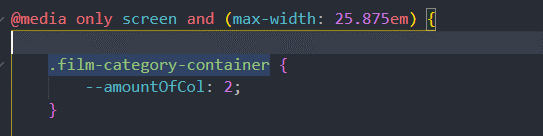 @media only screen and (max-width: 25.875em) {
.film-category-container {
--amountOfCol: 2;
}